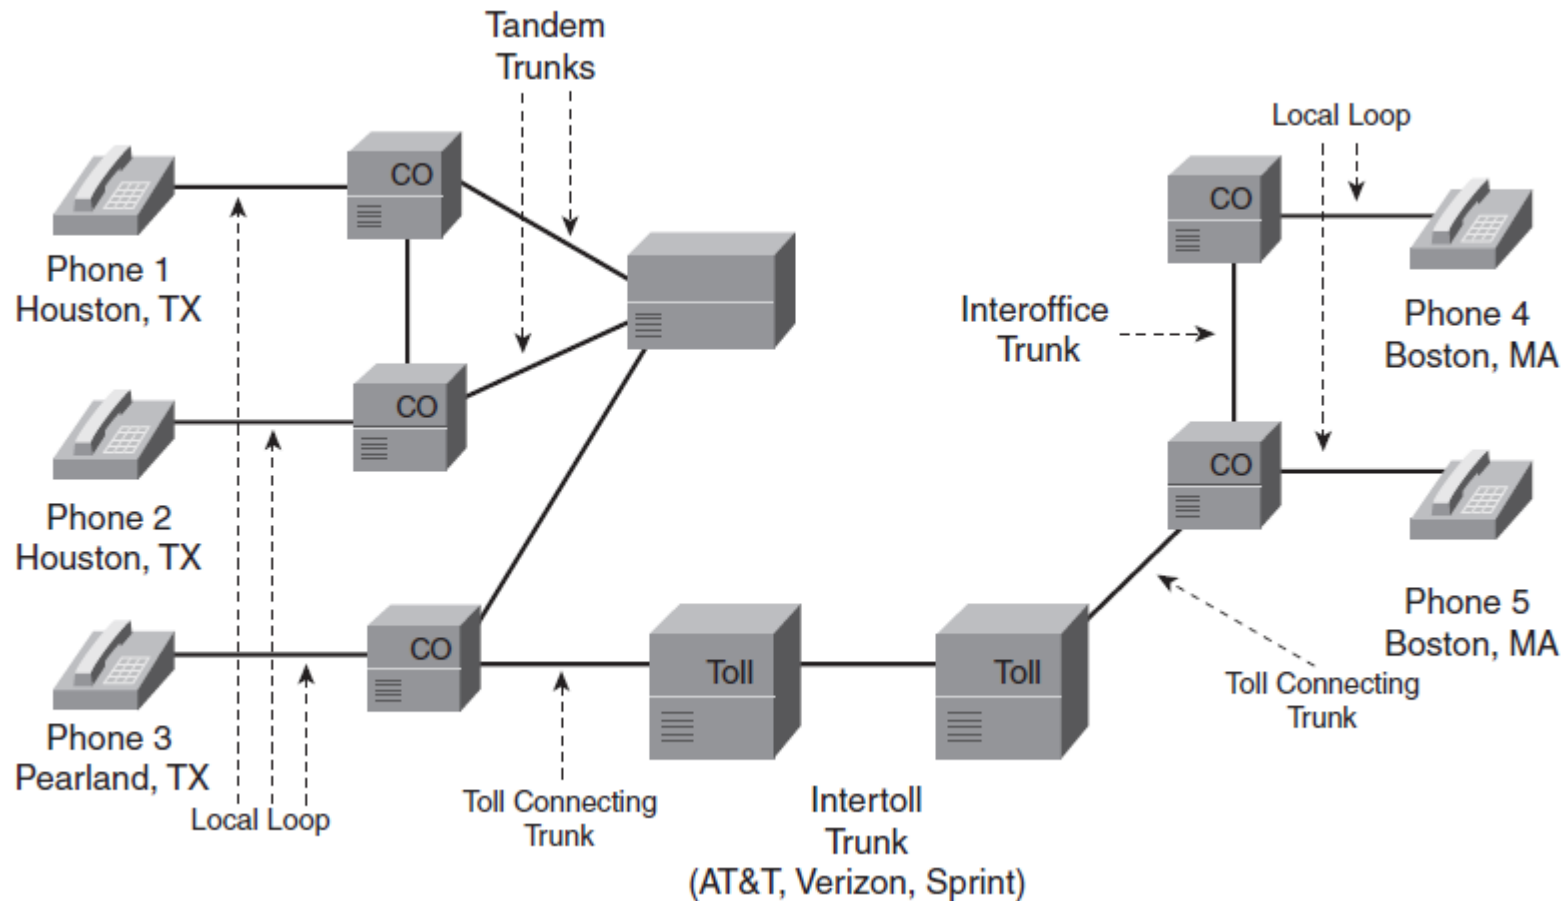 Tandem
Trunks
Local Loop
CO
CO
Phone 1
Houston, TX
Interoffice
Trunk
Phone 4
Boston, MA
CO
CO
Phone 2
Houston, TX
Phone 5
Boston, MA
CO
Toll
Toll
Toll Connecting
Trunk
Phone 3
Pearland, TX
Local Loop
Toll Connecting
Trunk
Intertoll
Trunk
(AT&T, Verizon, Sprint)